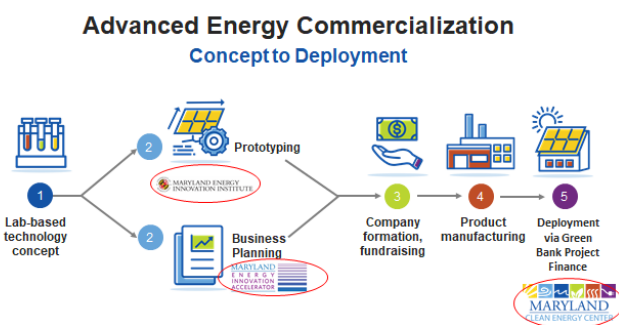 Advanced Energy Commercialization
Concept to Deployment
1
Lab-based
technology
concept
2
Prototyping
MARYLAND ENERGY
INNOVATION INSTITUTE
2
Business
Planning
MARYLAND
ENERGY
INNOVATION
ACCELERATOR
3
Company
formation,
fundraising
4
Product
manufacturing
5
Deployment
via Green
Bank Project
Finance
MARYLAND
CLEAN ENERGY CENTER